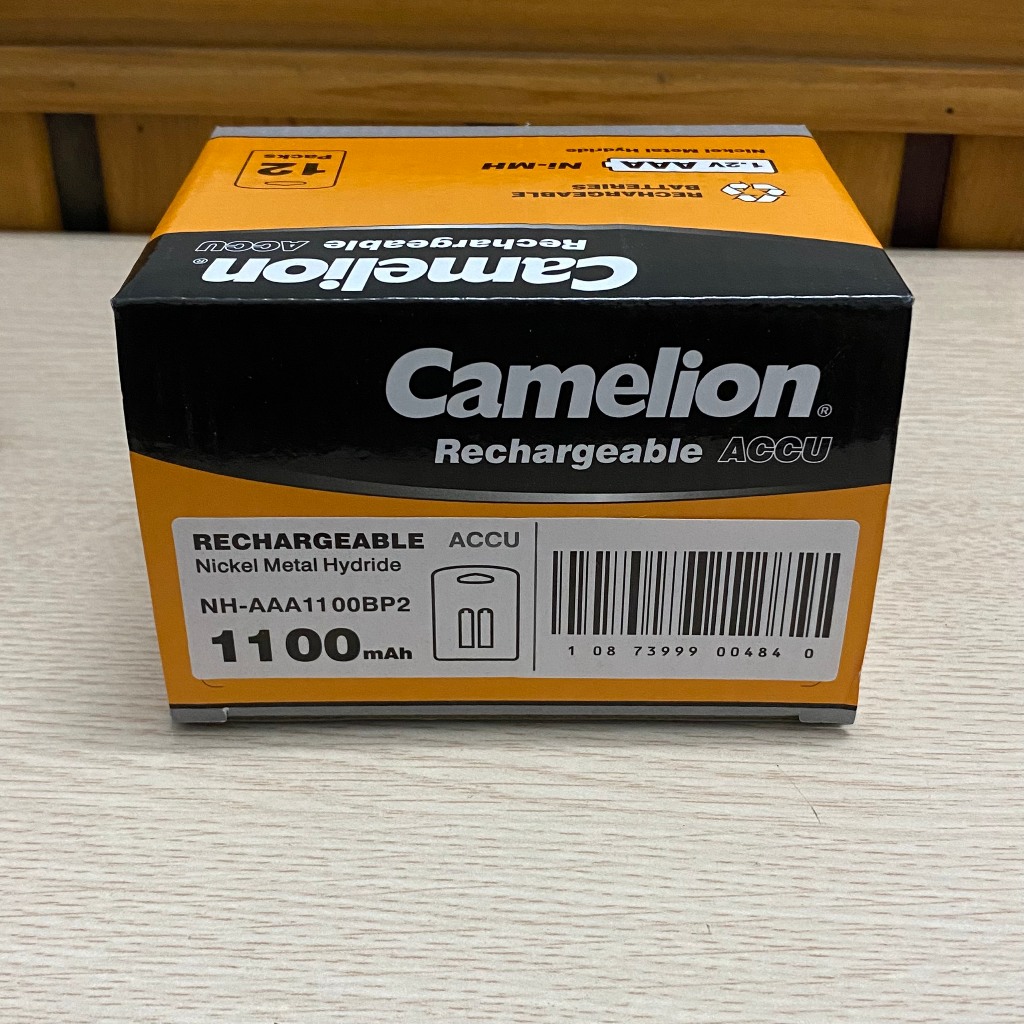 12
Packs
Nickel Metal Hydride
1.2V AAA Ni-MH
RECHARGEABLE
BATTERIES
Rechargeable ACCU
Camelion®
Camelion®
Rechargeable ACCU
RECHARGEABLE ACCU
Nickel Metal Hydride
NH-AAA1100BP2
1100mAh
1 08 73999 00484 0